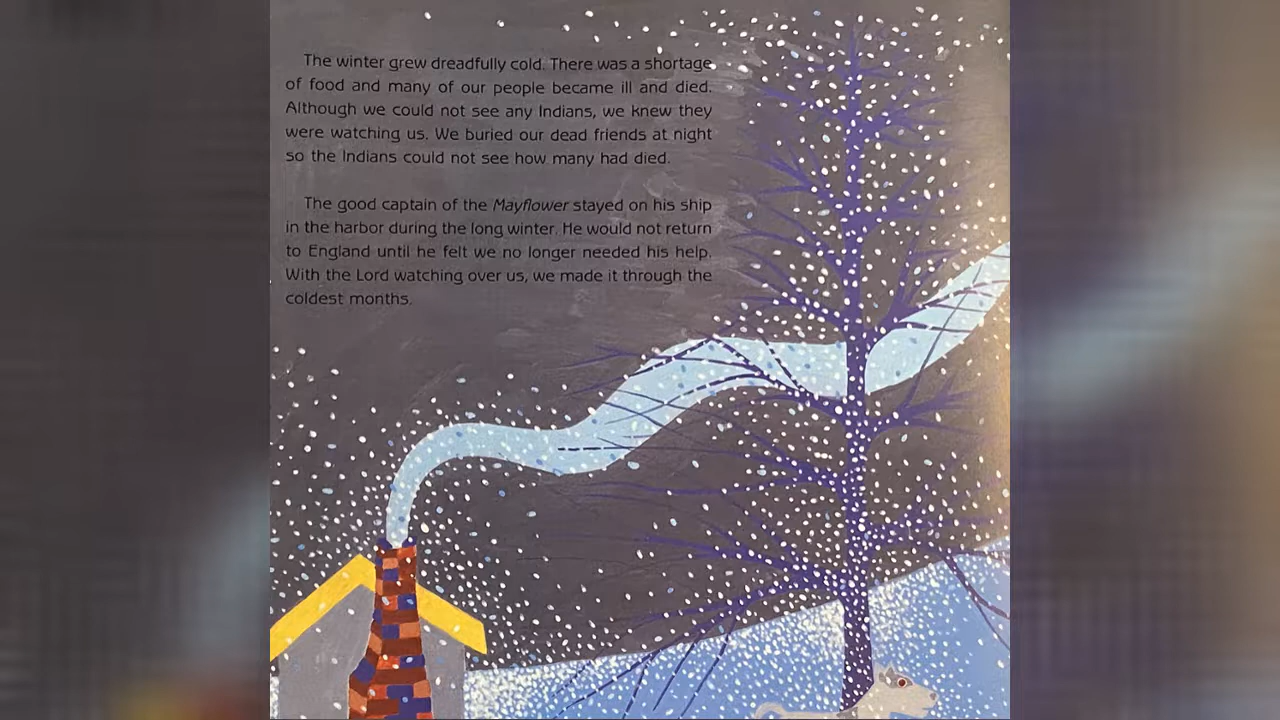 The winter grew dreadfully cold. There was a shortage
of food and many of our people became ill and died.
Although we could not see any Indians, we knew they
were watching us. We buried our dead friends at night
so the Indians could not see how many had died.
The good captain of the Mayflower stayed on his ship
in the harbor during the long winter. He would not return
to England until he felt we no longer needed his help.
With the Lord watching over us, we made it through the
coldest months.